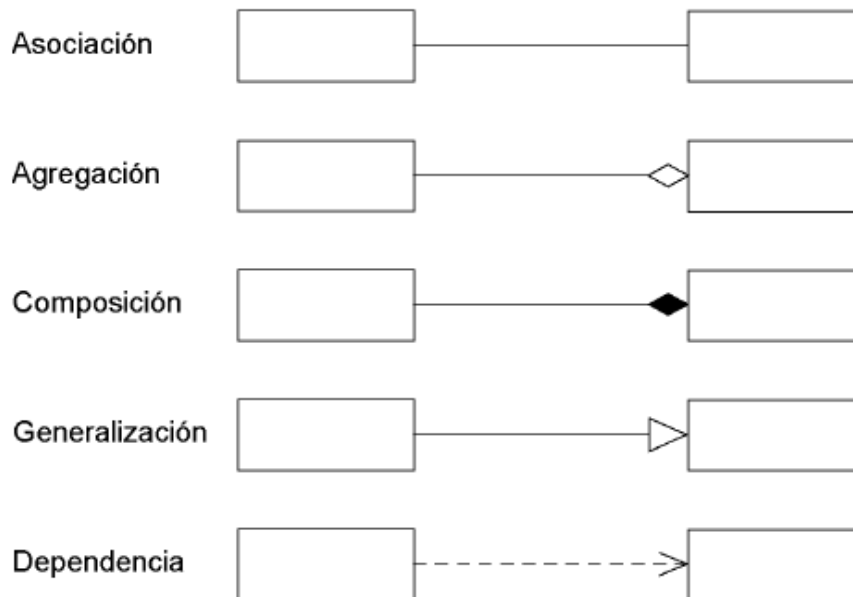 Asociación
Agregación
Composición
Generalización
Dependencia